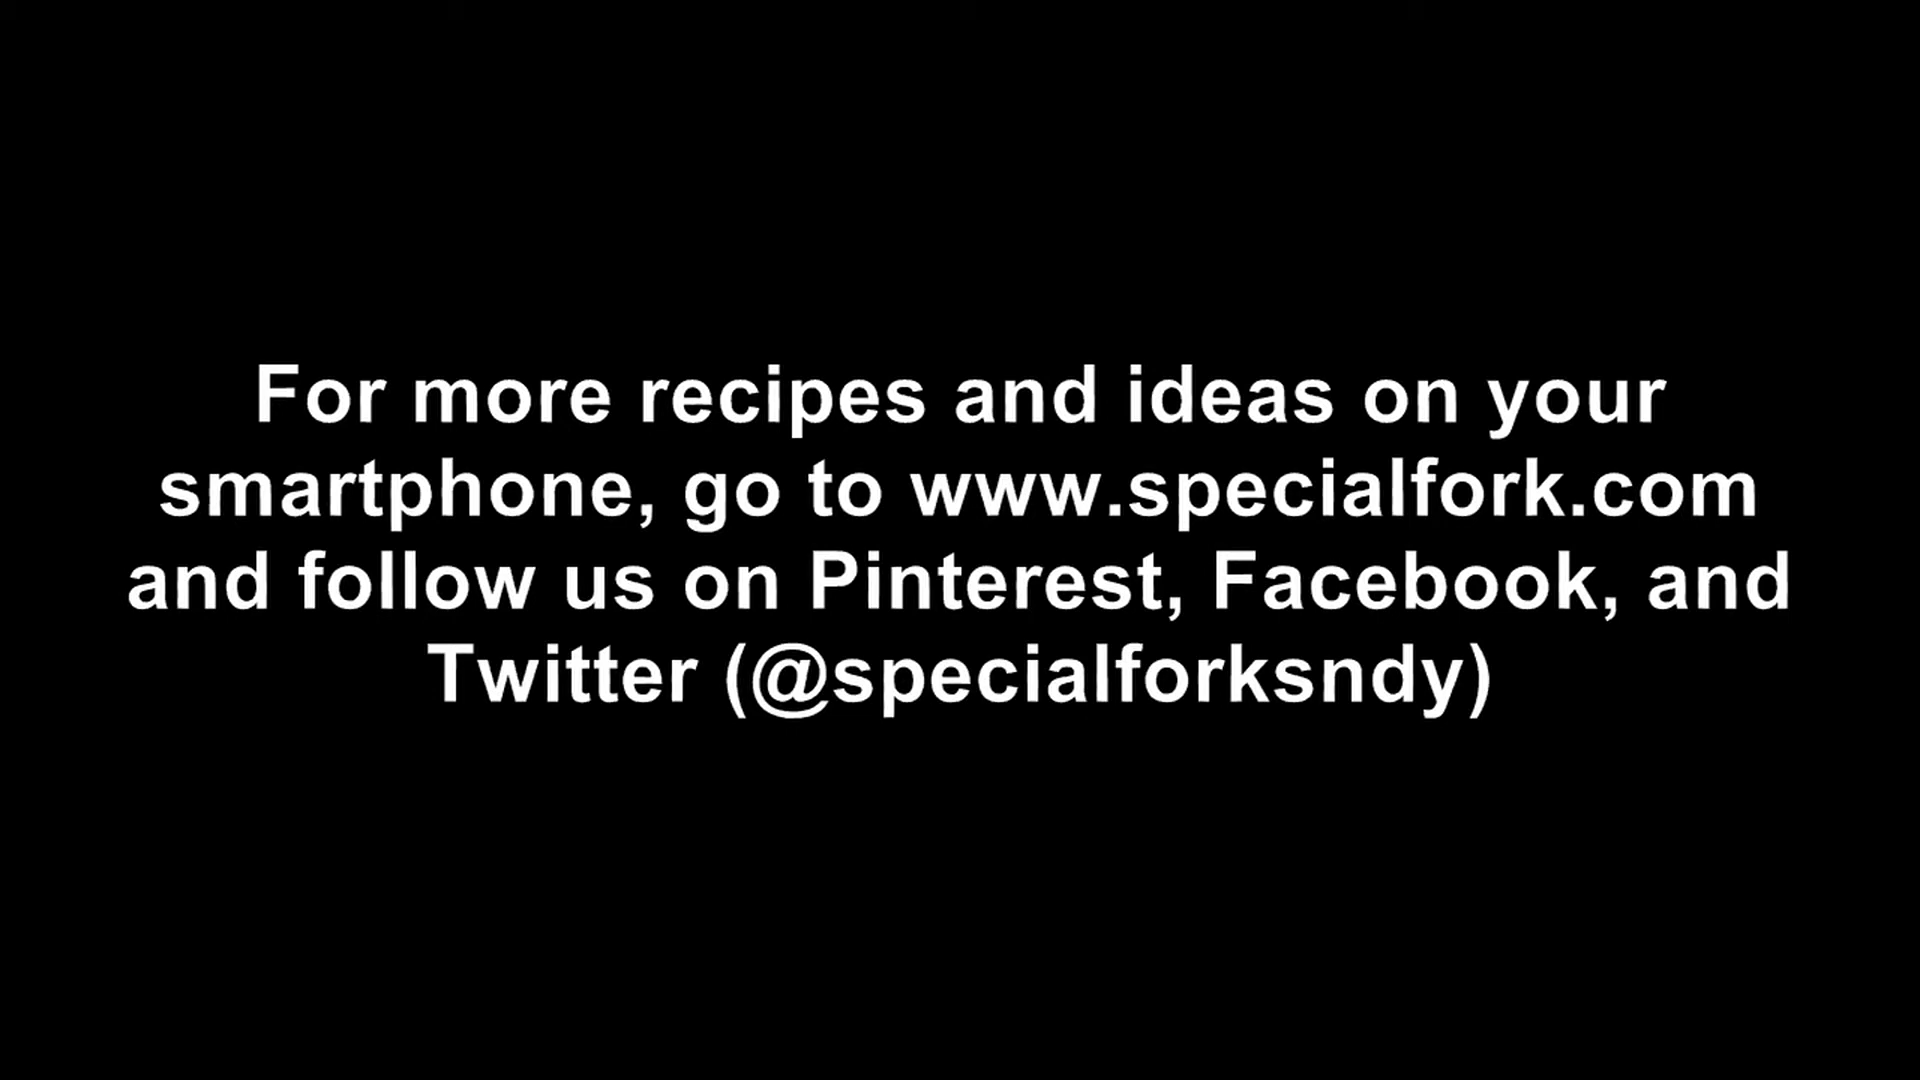 For more recipes and ideas on your
smartphone, go to www.specialfork.com
and follow us on Pinterest, Facebook, and
Twitter (@specialforksndy)